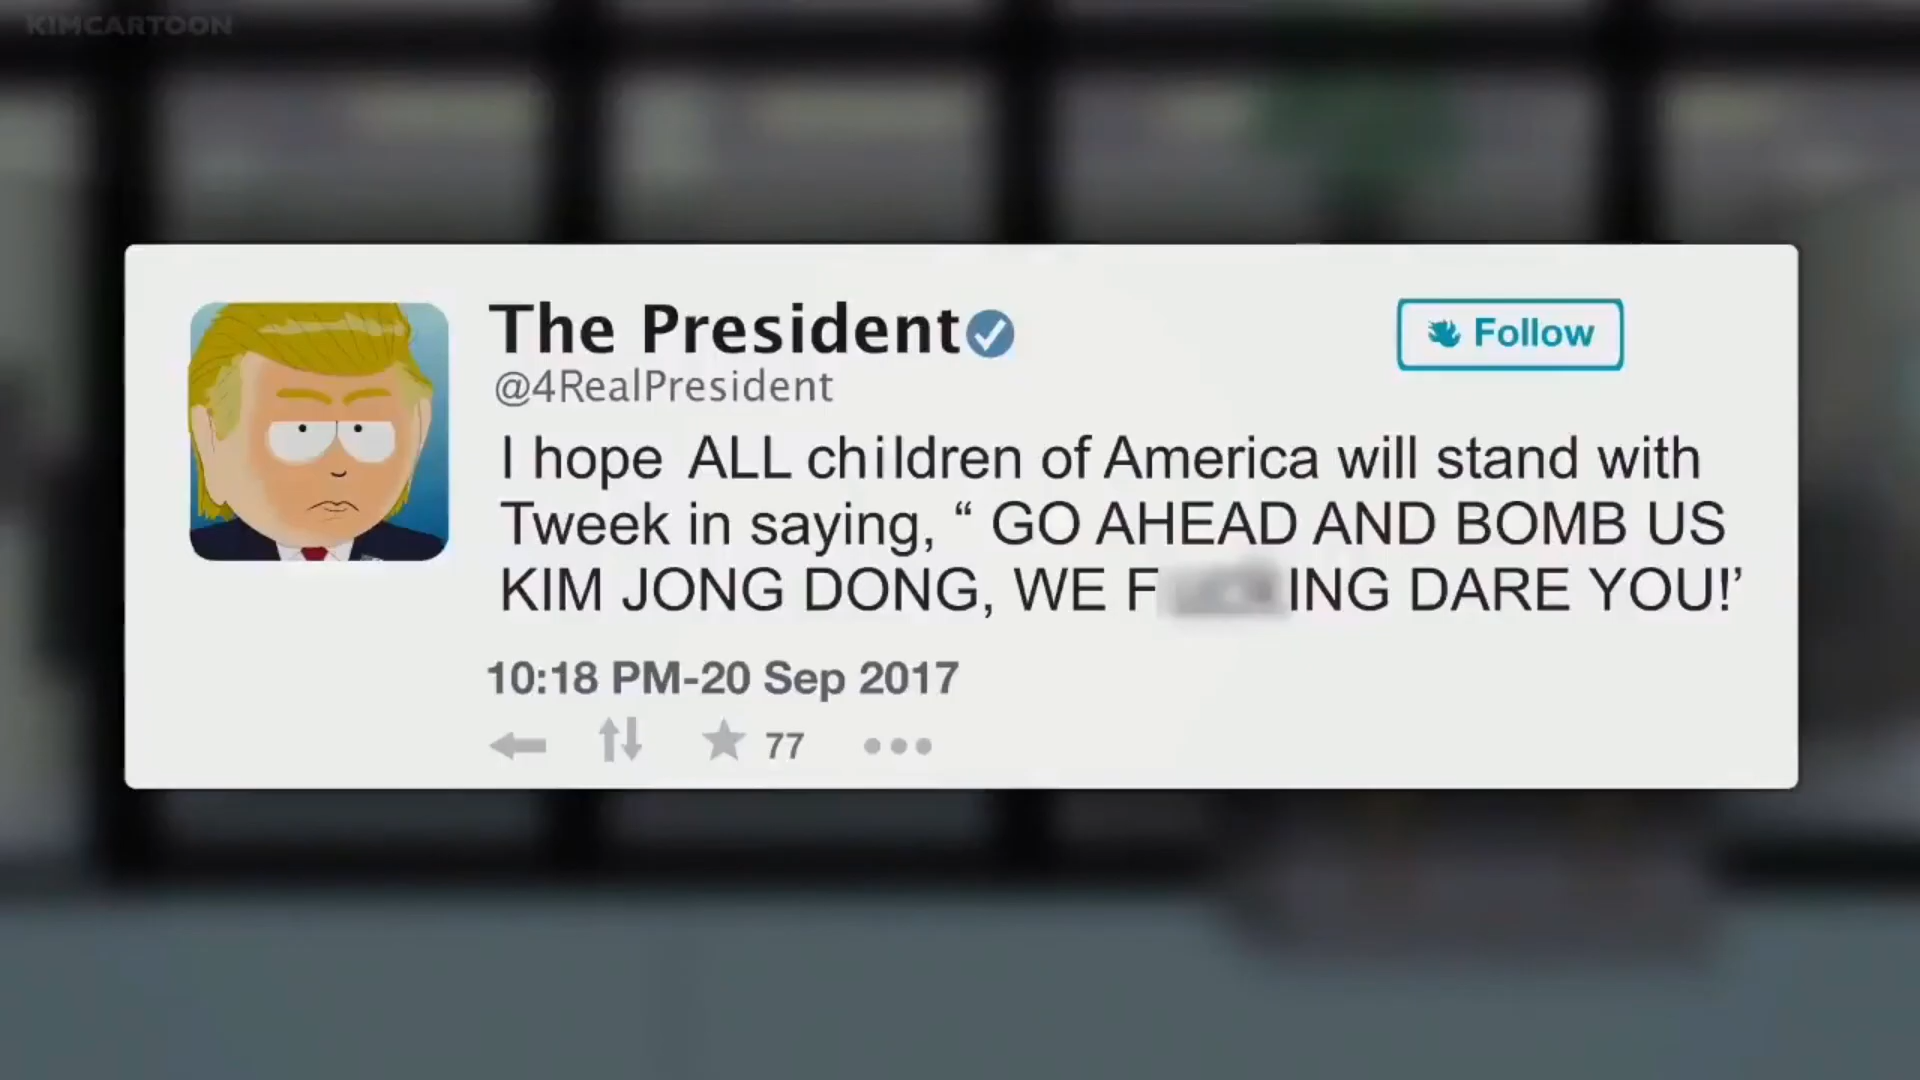 KIMCARTOON
The President
@4RealPresident
Follow
I hope ALL children of America will stand with
Tweek in saying, “ GO AHEAD AND BOMB US
KIM JONG DONG, WE F ING DARE YOU!’
10:18 PM-20 Sep 2017
77